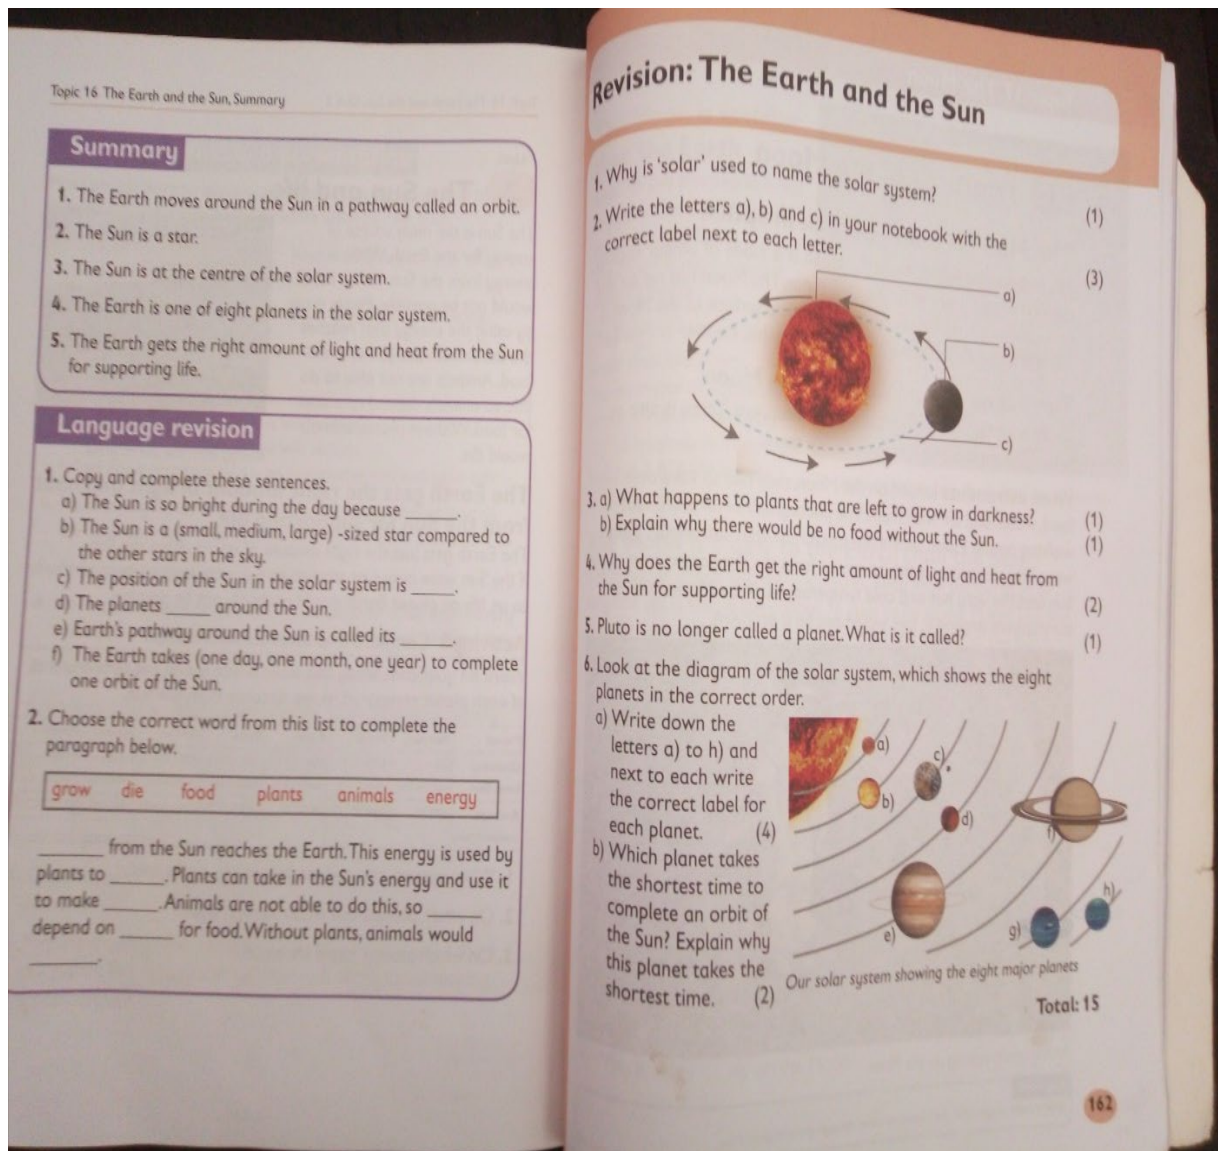 Topic 16 The Earth and the Sun, Summary
Summary
1. The Earth moves around the Sun in a pathway called an orbit.
2. The Sun is a star.
3. The Sun is at the centre of the solar system.
4. The Earth is one of eight planets in the solar system.
5. The Earth gets the right amount of light and heat from the Sun
for supporting life.
Language revision
1. Copy and complete these sentences.
a) The Sun is so bright during the day because ______.
b) The Sun is a (small, medium, large) -sized star compared to
the other stars in the sky.
c) The position of the Sun in the solar system is _____.
d) The planets _____ around the Sun.
e) Earth's pathway around the Sun is called its ______.
f) The Earth takes (one day, one month, one year) to complete
one orbit of the Sun.
2. Choose the correct word from this list to complete the
paragraph below.
grow die food plants animals energy
_______ from the Sun reaches the Earth. This energy is used by
plants to ______. Plants can take in the Sun's energy and use it
to make ______. Animals are not able to do this, so ______
depend on ______ for food. Without plants, animals would
_______.
Revision: The Earth and the Sun
1. Why is 'solar' used to name the solar system?
(1)
2. Write the letters a), b) and c) in your notebook with the
correct label next to each letter.
(3)
a)
b)
c)
3. a) What happens to plants that are left to grow in darkness? (1)
b) Explain why there would be no food without the Sun. (1)
4. Why does the Earth get the right amount of light and heat from
the Sun for supporting life? (2)
5. Pluto is no longer called a planet. What is it called? (1)
6. Look at the diagram of the solar system, which shows the eight
planets in the correct order.
a) Write down the
letters a) to h) and
next to each write
the correct label for
each planet. (4)
b) Which planet takes
the shortest time to
complete an orbit of
the Sun? Explain why
this planet takes the
shortest time. (2)
a)
b)
c)
d)
e)
f)
g)
h)
Our solar system showing the eight major planets
Total: 15
162